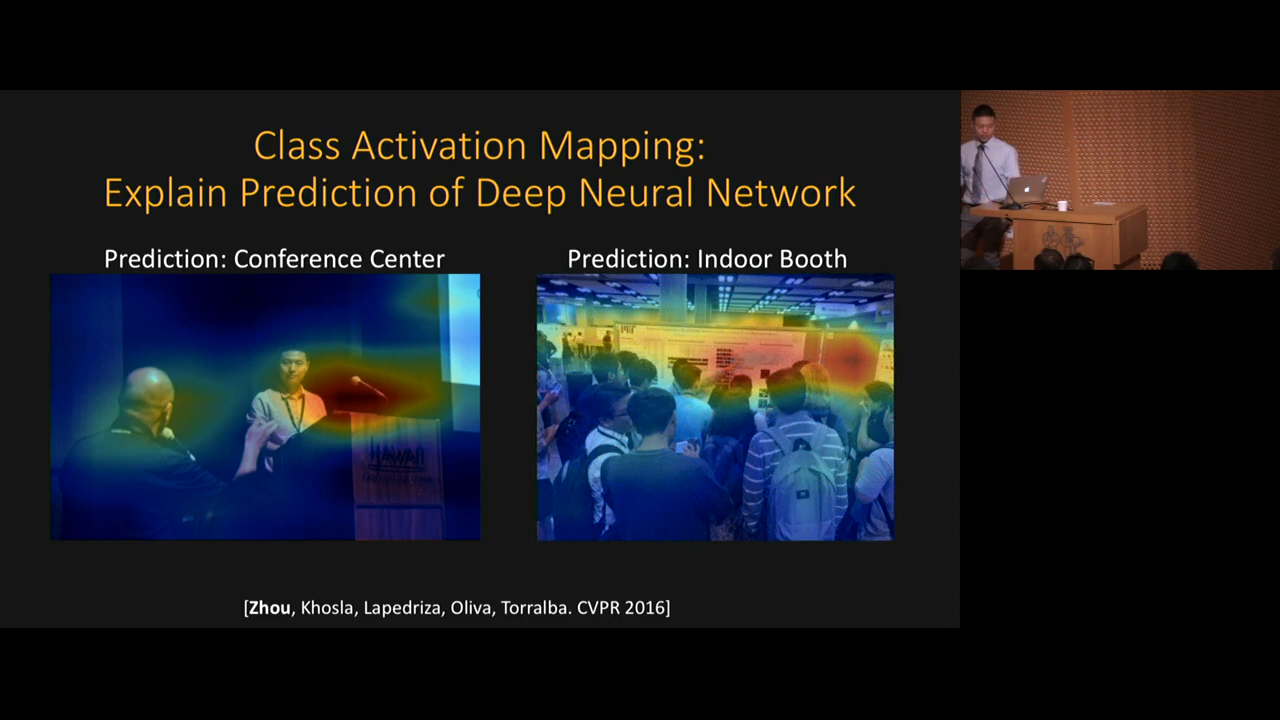 Class Activation Mapping:
Explain Prediction of Deep Neural Network
Prediction: Conference Center
Prediction: Indoor Booth
HAWAI'I
[Zhou, Khosla, Lapedriza, Oliva, Torralba. CVPR 2016]